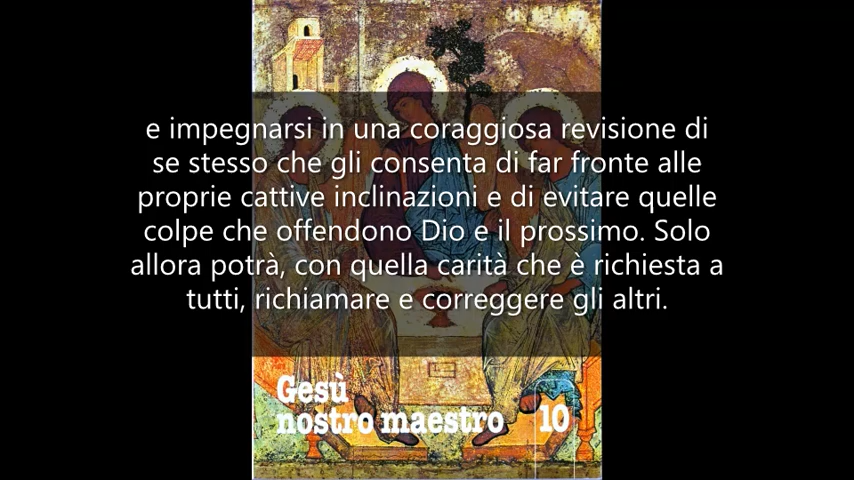 e impegnarsi in una coraggiosa revisione di
se stesso che gli consenta di far fronte alle
proprie cattive inclinazioni e di evitare quelle
colpe che offendono Dio e il prossimo. Solo
allora potrà, con quella carità che è richiesta a
tutti, richiamare e correggere gli altri.
Gesù
nostro maestro 10